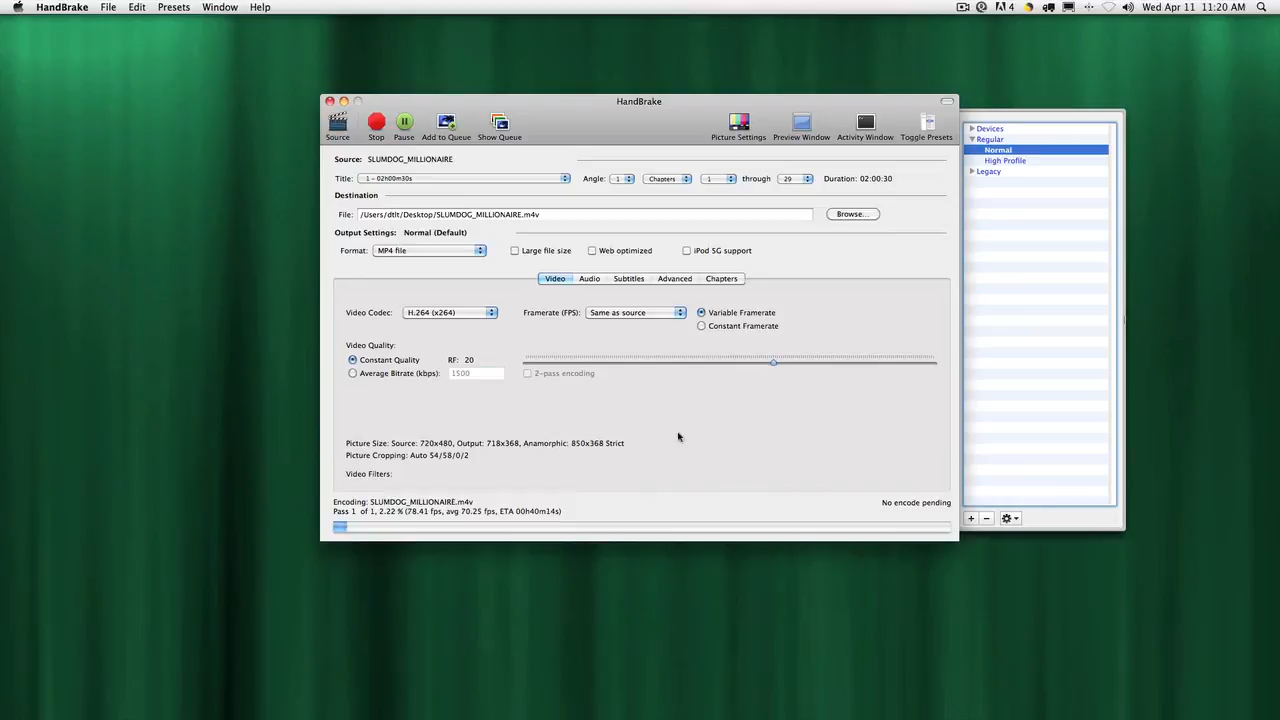 HandBrake File Edit Presets Window Help 4 Wed Apr 11 11:20 AM
HandBrake
Source Stop Pause Add to Queue Show Queue Picture Settings Preview Window Activity Window Toggle Presets
Source: SLUMDOG_MILLIONAIRE
Title: 1 - 02h00m30s Angle: 1 Chapters 1 through 29 Duration: 02:00:30
Destination
File: /Users/dtlt/Desktop/SLUMDOG_MILLIONAIRE.m4v Browse...
Output Settings: Normal (Default)
Format: MP4 file Large file size Web optimized iPod 5G support
Video Audio Subtitles Advanced Chapters
Video Codec: H.264 (x264) Framerate (FPS): Same as source Variable Framerate
Constant Framerate
Video Quality:
Constant Quality RF: 20
Average Bitrate (kbps): 1500 2-pass encoding
Picture Size: Source: 720x480, Output: 718x368, Anamorphic: 850x368 Strict
Picture Cropping: Auto 54/58/0/2
Video Filters:
Encoding: SLUMDOG_MILLIONAIRE.m4v No encode pending
Pass 1 of 1, 2.22 % (78.41 fps, avg 70.25 fps, ETA 00h40m14s)
Devices
Regular
Normal
High Profile
Legacy